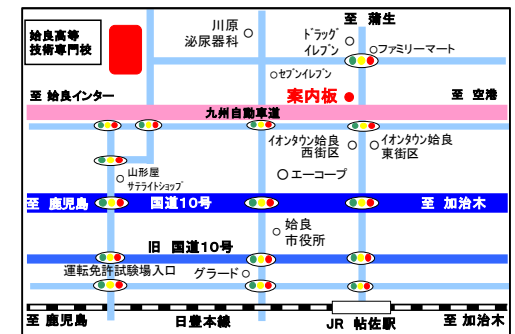 至 蒲生
川原
泌尿器科
ﾄﾞﾗｯｸﾞ
ｲﾚﾌﾞﾝ
ファミリーマート
姶良高等
技術専門校
ｾﾌﾞﾝｲﾚﾌﾞﾝ
至 姶良インター
案内板
至 空港
九州自動車道
イオンタウン姶良
西街区
イオンタウン姶良
東街区
山形屋
ｻﾃﾗｲﾄｼｮｯﾌﾟ
エーコープ
至 鹿児島
国道10号
至 加治木
姶良
市役所
旧 国道10号
運転免許試験場入口
グラード
至 鹿児島
日豊本線
JR 帖佐駅
至 加治木